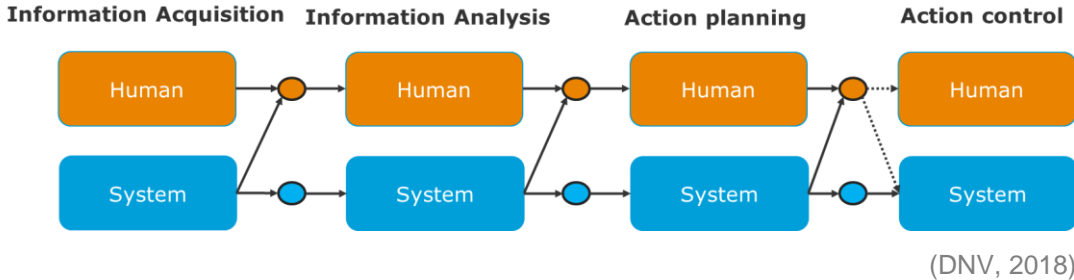 Information Acquisition Information Analysis Action planning Action control
Human Human Human Human
System System System System
(DNV, 2018)